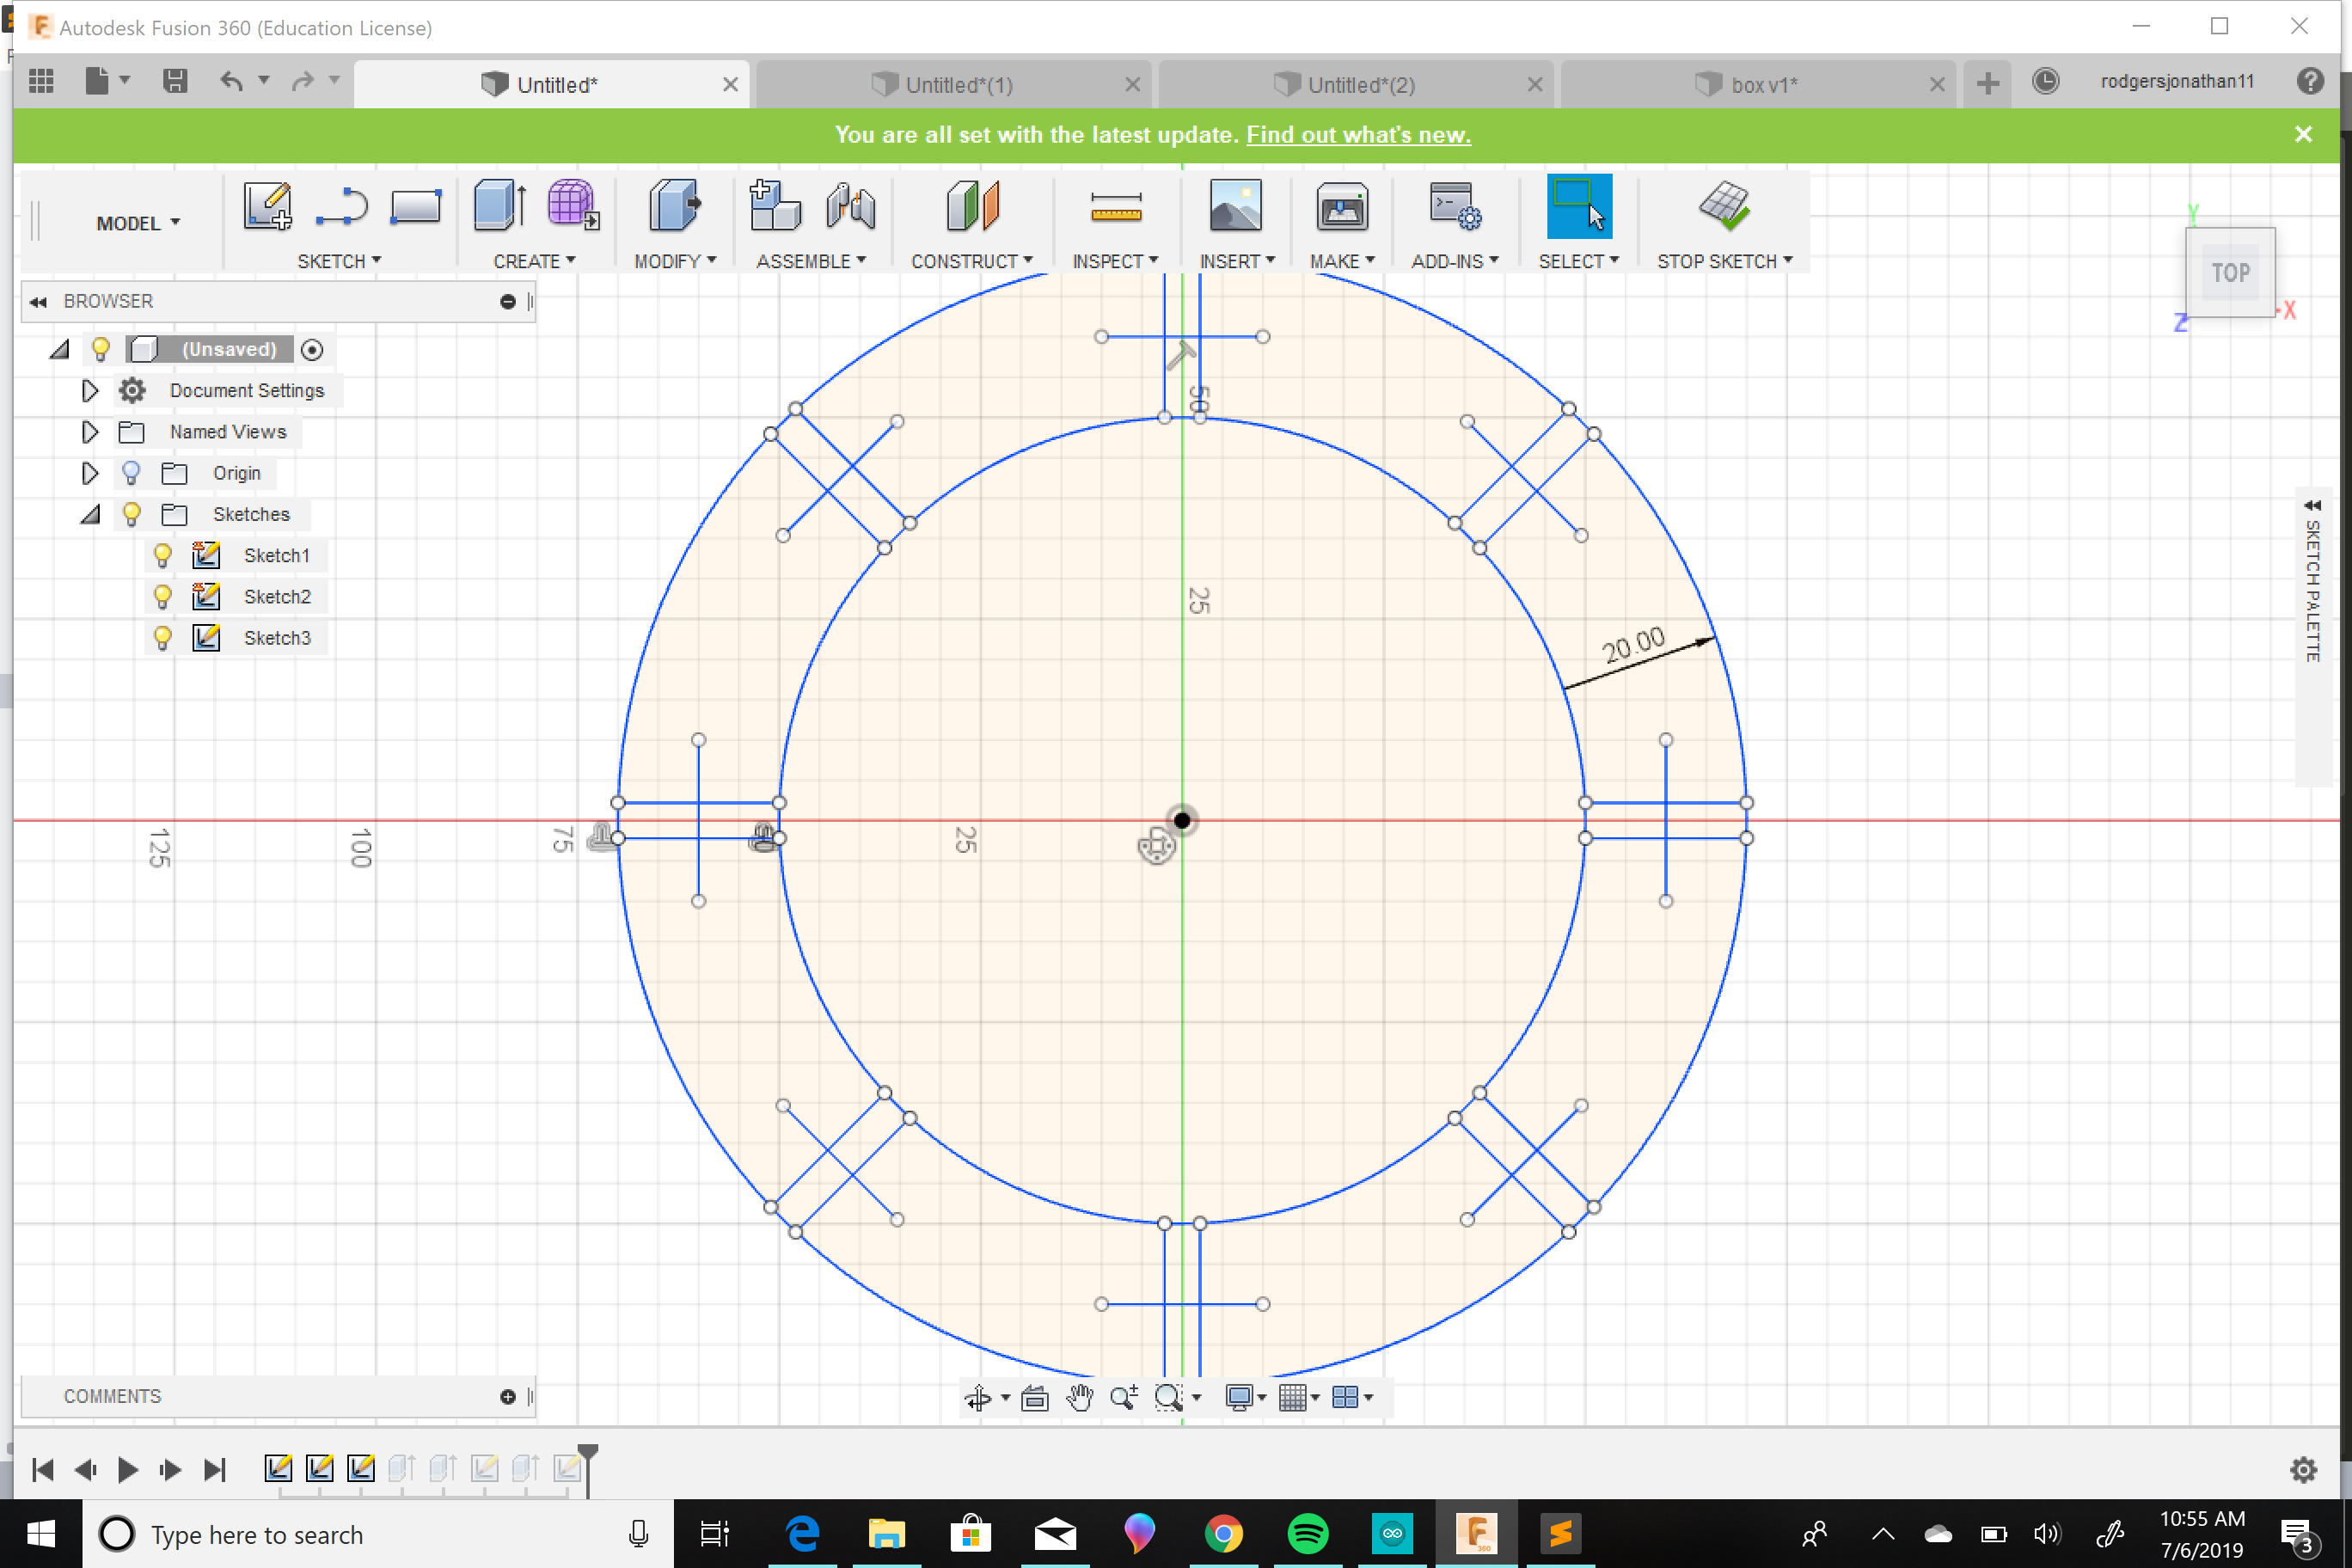 Autodesk Fusion 360 (Education License)
Untitled*
Untitled*(1)
Untitled*(2)
box v1*
rodgersjonathan11
You are all set with the latest update. Find out what's new.
MODEL
SKETCH
CREATE
MODIFY
ASSEMBLE
CONSTRUCT
INSPECT
INSERT
MAKE
ADD-INS
SELECT
STOP SKETCH
Y
TOP
X
Z
BROWSER
(Unsaved)
Document Settings
Named Views
Origin
Sketches
Sketch1
Sketch2
Sketch3
50
25
20.00
SKETCH PALETTE
125
100
75
25
COMMENTS
Type here to search
360
10:55 AM
7/6/2019
3